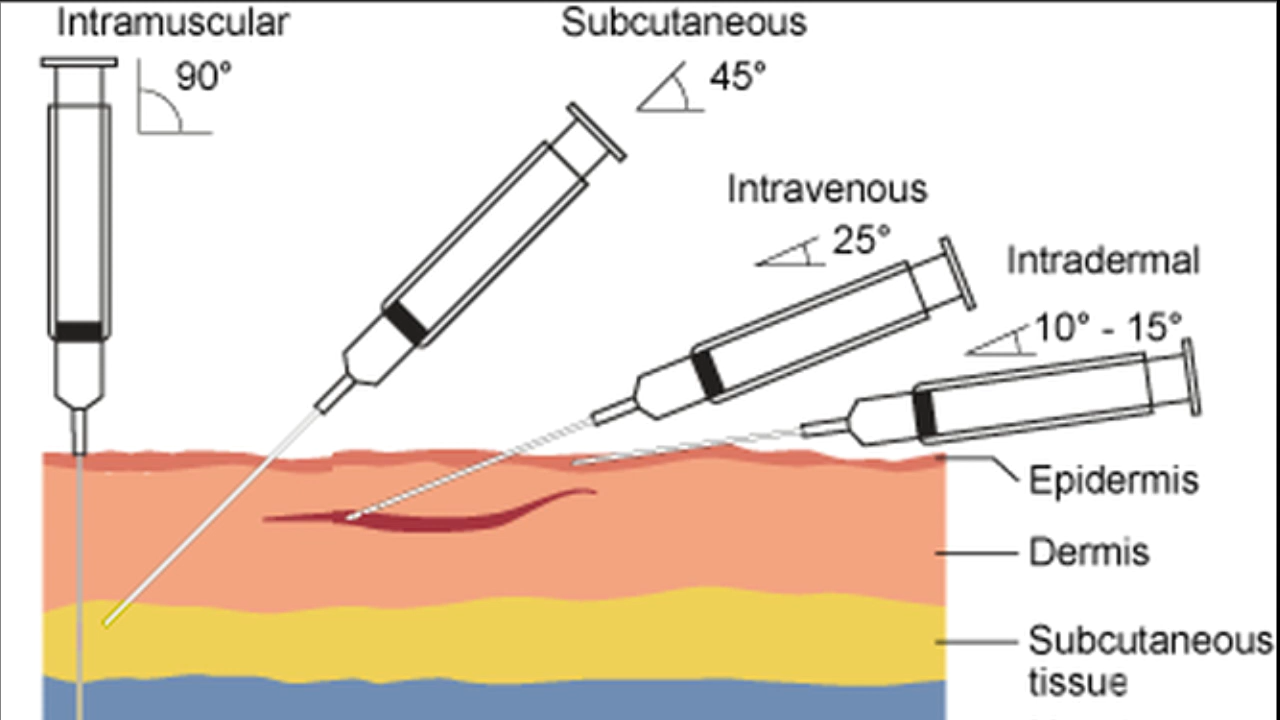 Intramuscular
90°
Subcutaneous
45°
Intravenous
25°
Intradermal
10° - 15°
Epidermis
Dermis
Subcutaneous
tissue